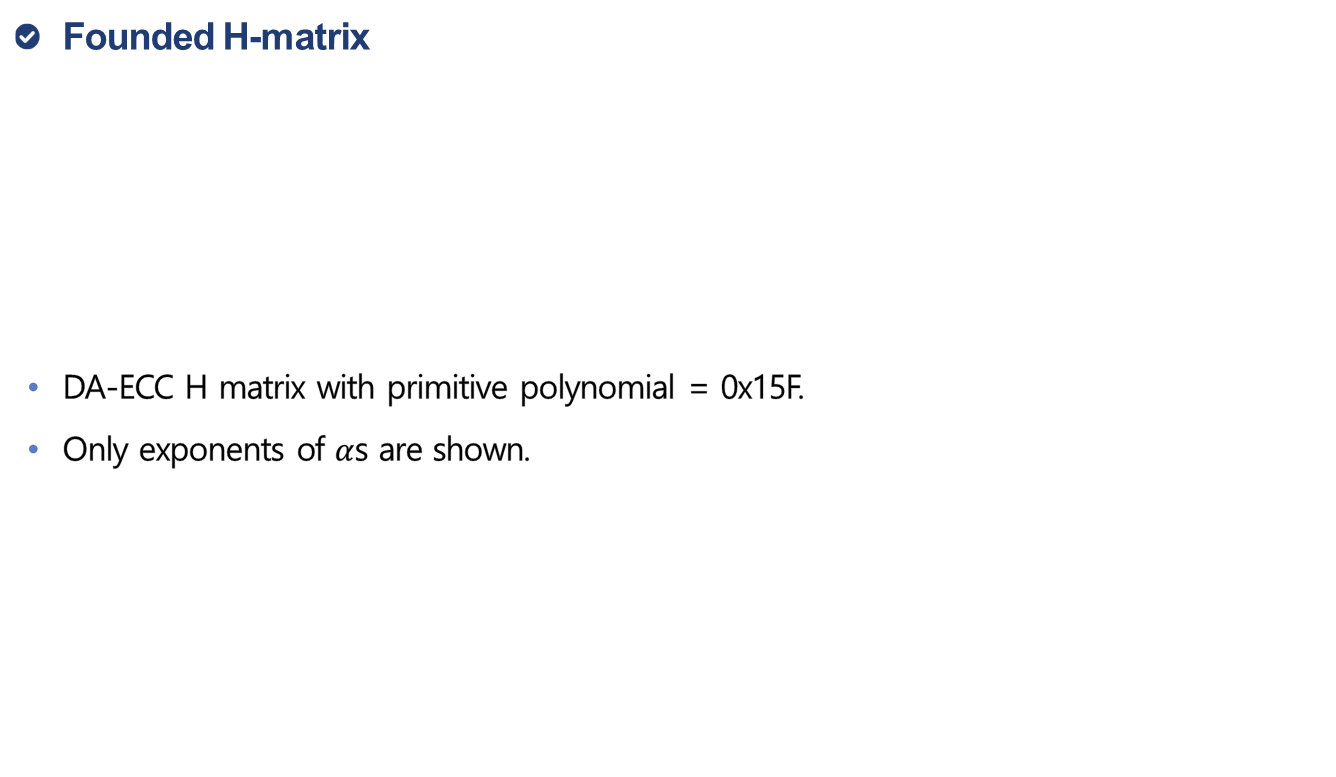 Founded H-matrix
• DA-ECC H matrix with primitive polynomial = 0x15F.
• Only exponents of 𝛼s are shown.